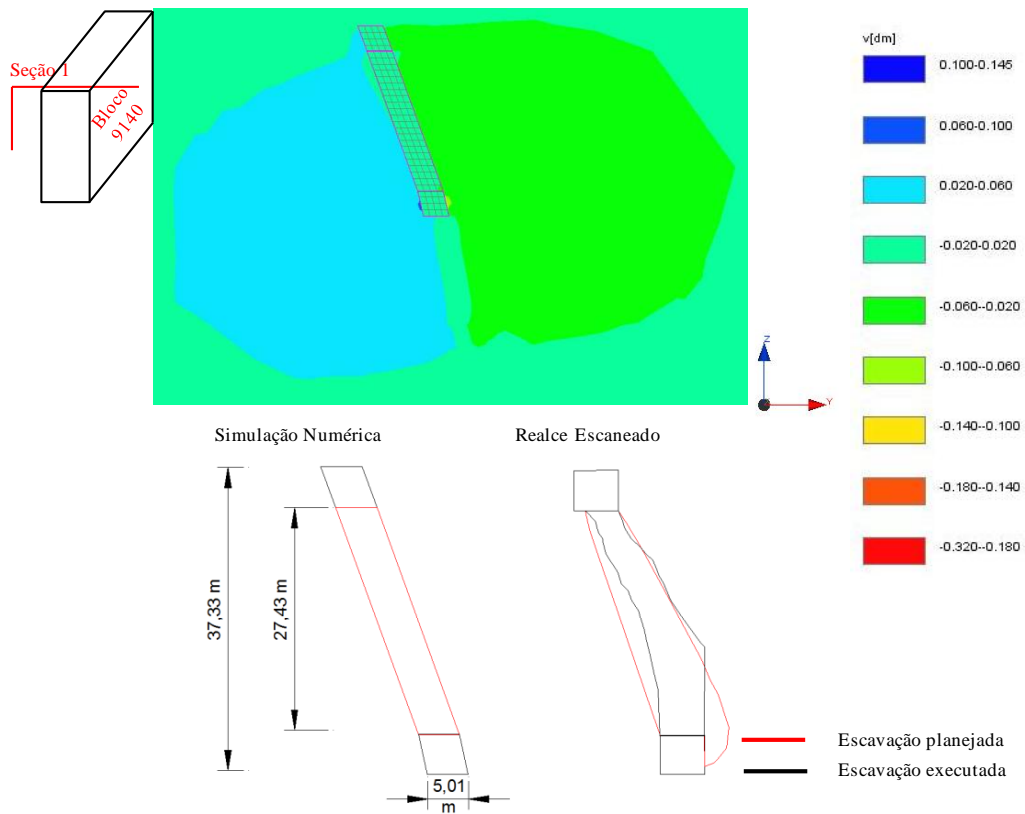 Seção 1
Bloco
9140
v[dm]
0.100-0.145
0.060-0.100
0.020-0.060
-0.020-0.020
-0.060--0.020
-0.100--0.060
-0.140--0.100
-0.180--0.140
-0.320--0.180
Z
Y
Simulação Numérica
Realce Escaneado
37,33 m
27,43 m
5,01
m
Escavação planejada
Escavação executada